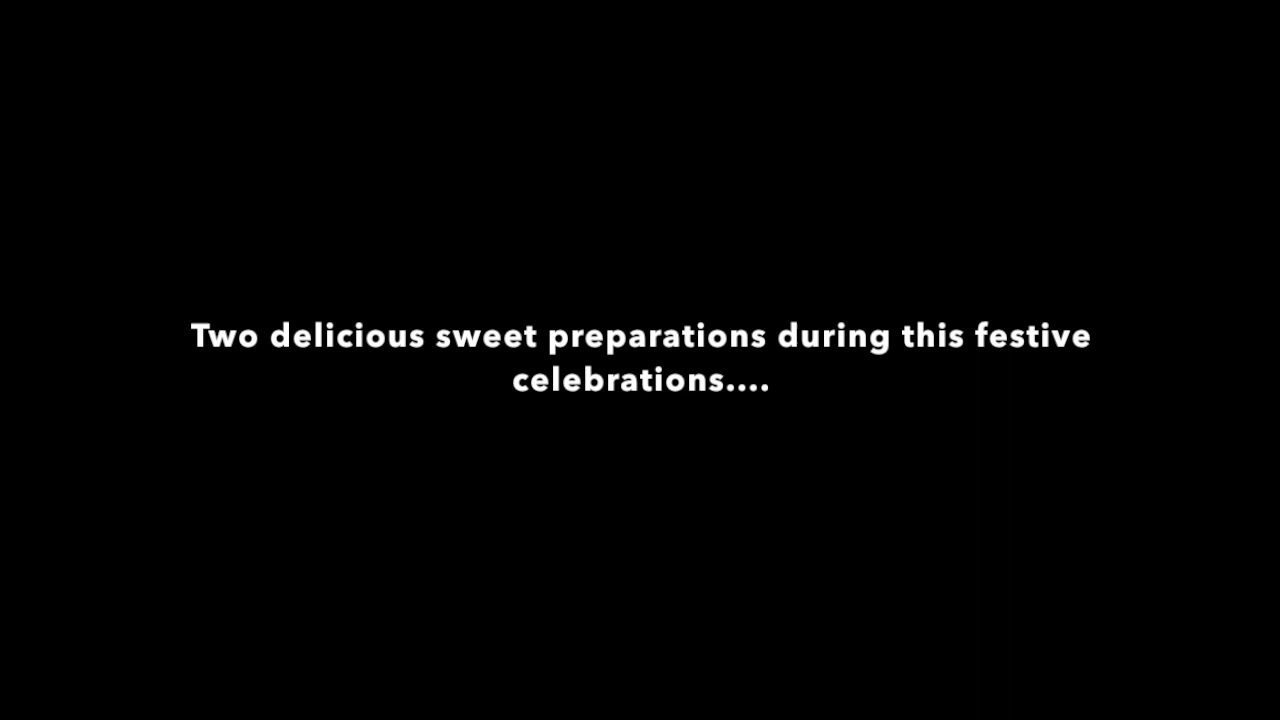 Two delicious sweet preparations during this festive
celebrations....